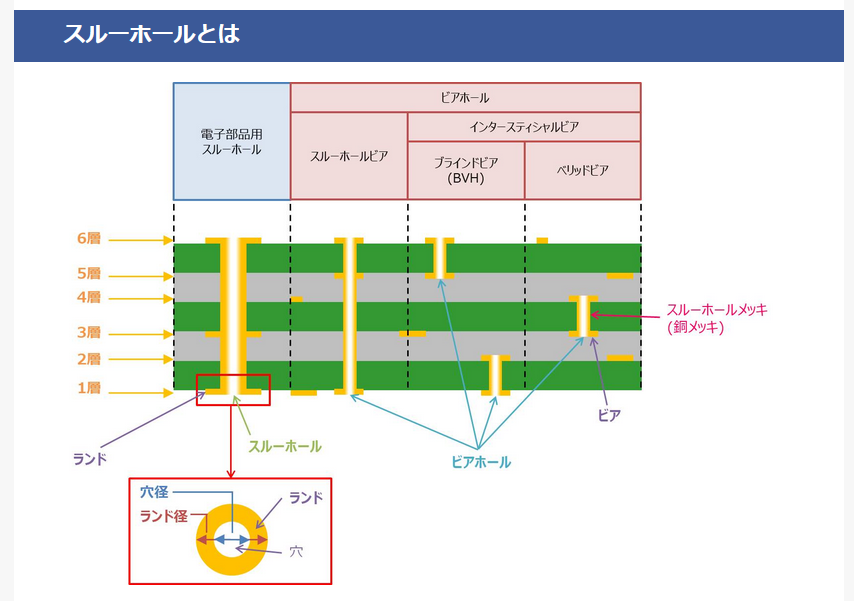 スルーホールとは
電子部品用
スルーホール
ビアホール
スルーホールビア
インタースティシャルビア
ブラインドビア
(BVH)
ベリッドビア
6層
5層
4層
3層
2層
1層
スルーホールメッキ
(銅メッキ)
ビア
ランド
スルーホール
ビアホール
穴径
ランド
ランド径
穴